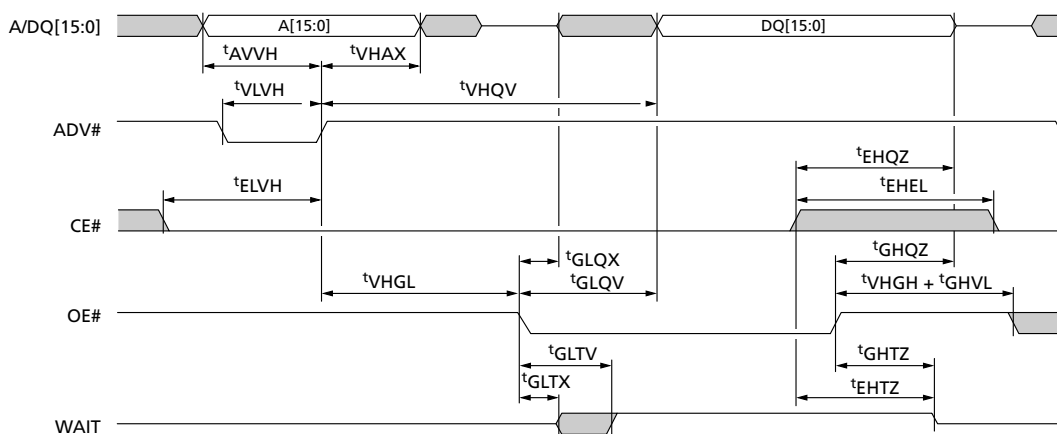 A/DQ[15:0]
A[15:0]
DQ[15:0]
tAVVH
tVHAX
tVLVH
tVHQV
ADV#
tEHQZ
tELVH
tEHEL
CE#
tGLQX
tGHQZ
tVHGL
tGLQV
tVHGH + tGHVL
OE#
tGLTV
tGHTZ
tGLTX
tEHTZ
WAIT